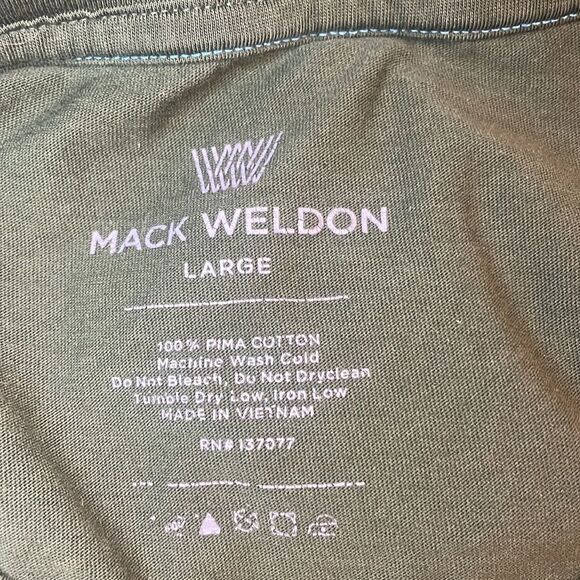 MACK WELDON
LARGE
100% PIMA COTTON
Machine Wash Cold
Do Not Bleach, Do Not Dryclean
Tumble Dry Low, Iron Low
MADE IN VIETNAM
RN# 137077